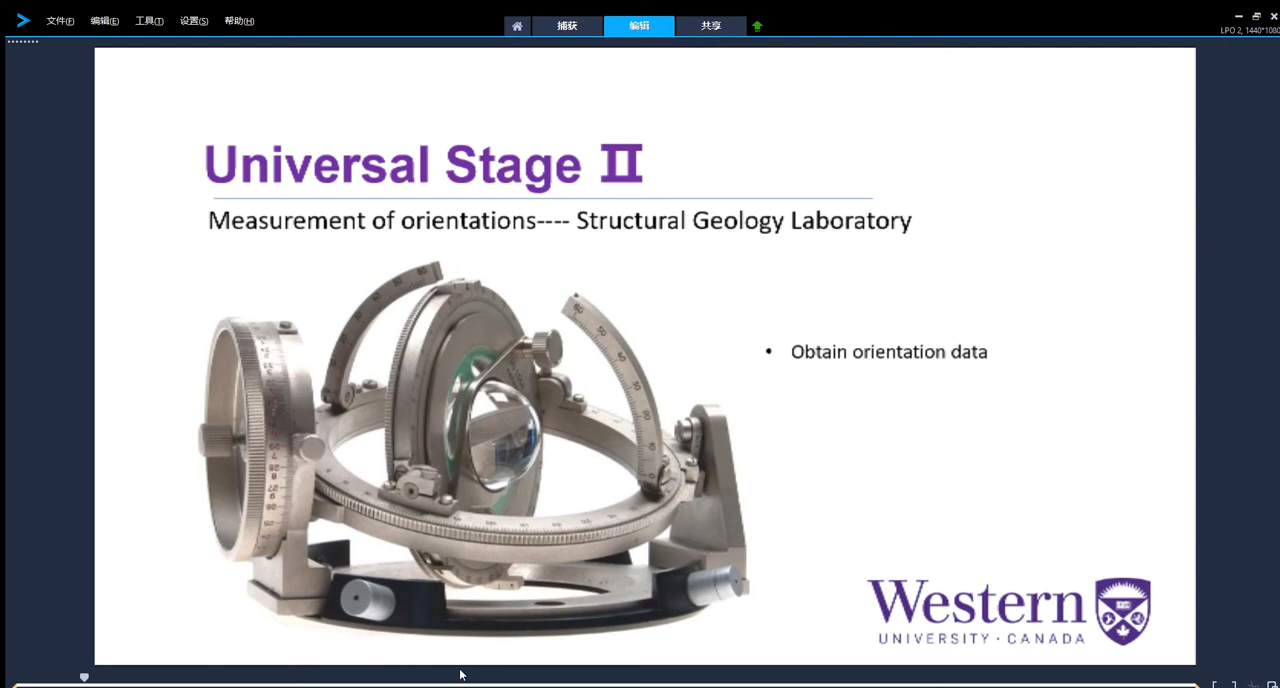 文件(F) 编辑(E) 工具(T) 设置(S) 帮助(H)
捕获 编辑 共享
LPO 2, 1440*1080
Universal Stage II
Measurement of orientations---- Structural Geology Laboratory
• Obtain orientation data
Western
UNIVERSITY · CANADA